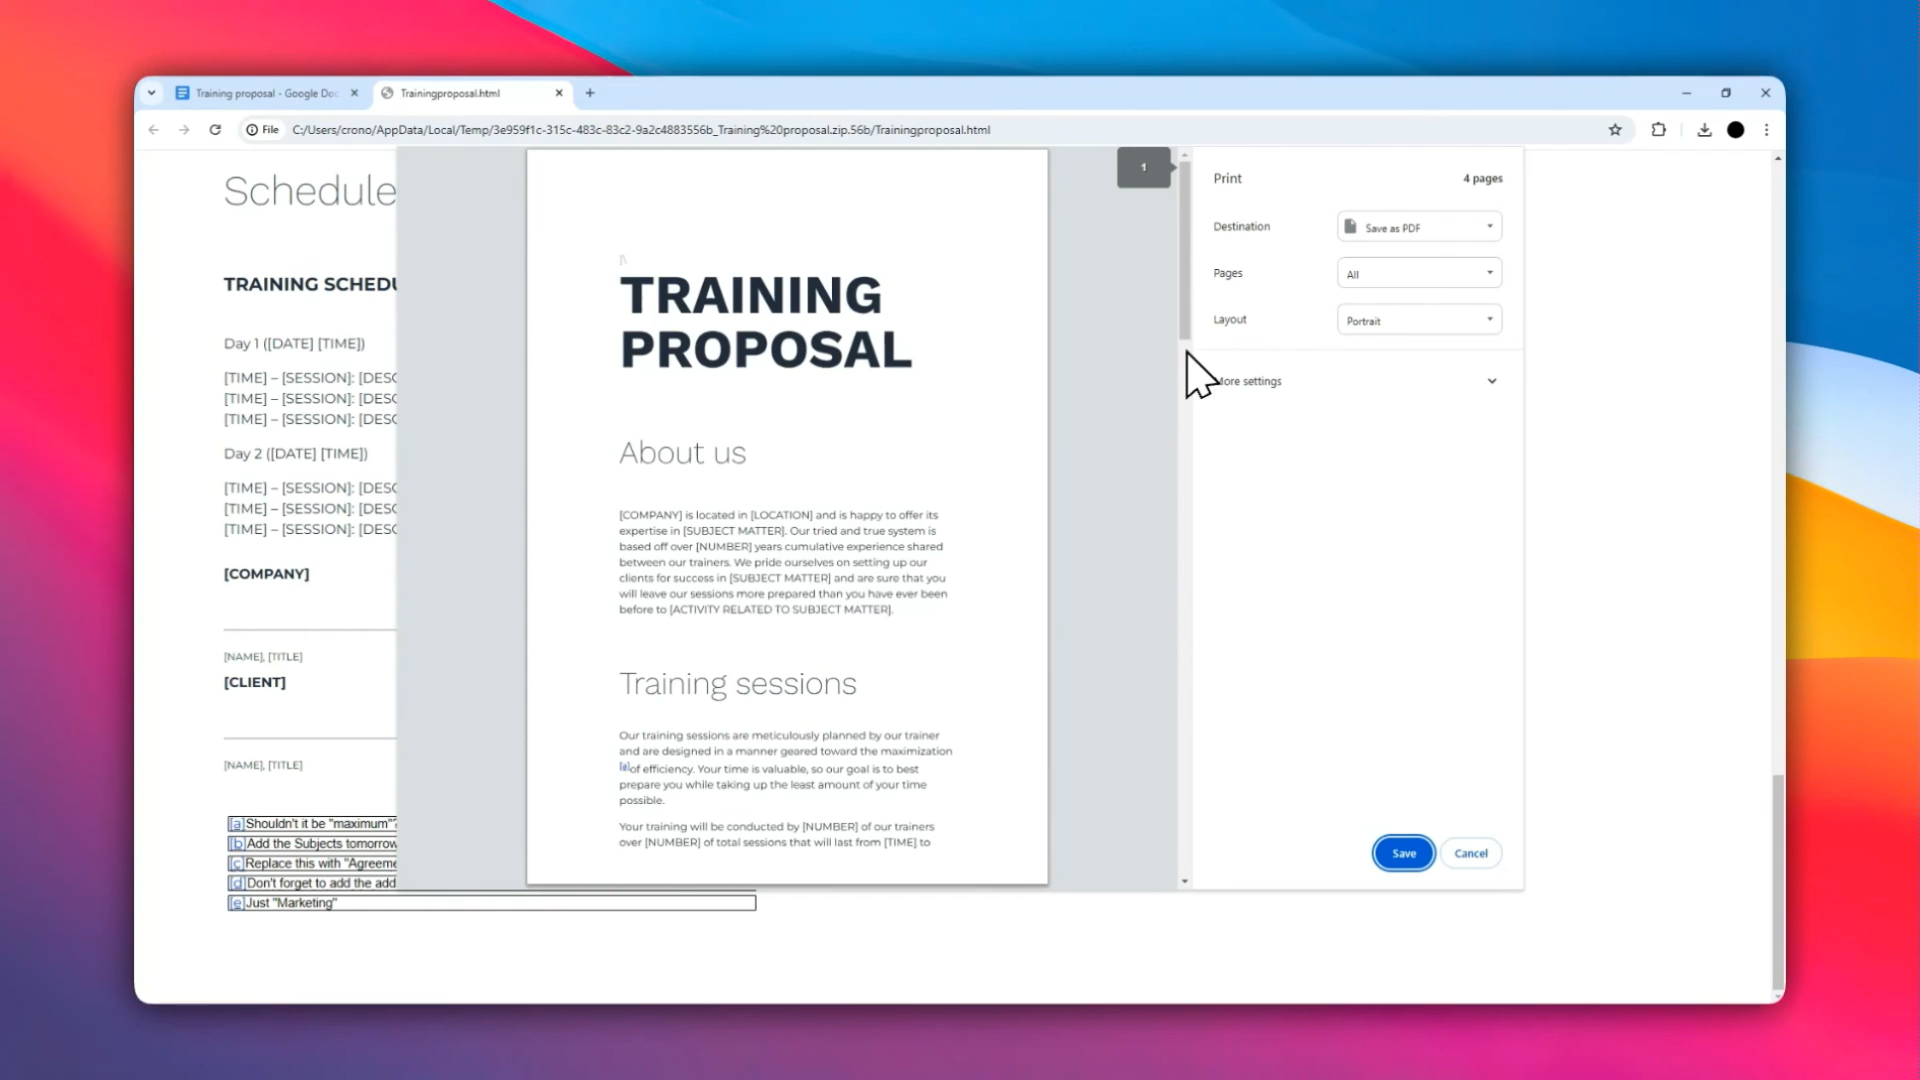 Training proposal - Google Doc
Trainingproposal.html
File
C:/Users/crono/AppData/Local/Temp/3e959f1c-315c-483c-83c2-9a2c4883556b_Training%20proposal.zip.56b/Trainingproposal.html
Schedule
TRAINING SCHEDU
Day 1 ([DATE] [TIME])
[TIME] – [SESSION]: [DESC
[TIME] – [SESSION]: [DESC
[TIME] – [SESSION]: [DESC
Day 2 ([DATE] [TIME])
[TIME] – [SESSION]: [DESC
[TIME] – [SESSION]: [DESC
[TIME] – [SESSION]: [DESC
[COMPANY]
[NAME], [TITLE]
[CLIENT]
[NAME], [TITLE]
[a]Shouldn't it be "maximum"?
[b]Add the Subjects tomorrow
[c]Replace this with "Agreeme
[d]Don't forget to add the add
[e]Just "Marketing"
TRAINING
PROPOSAL
About us
[COMPANY] is located in [LOCATION] and is happy to offer its
expertise in [SUBJECT MATTER]. Our tried and true system is
based off over [NUMBER] years cumulative experience shared
between our trainers. We pride ourselves on setting up our
clients for success in [SUBJECT MATTER] and are sure that you
will leave our sessions more prepared than you have ever been
before to [ACTIVITY RELATED TO SUBJECT MATTER].
Training sessions
Our training sessions are meticulously planned by our trainer
and are designed in a manner geared toward the maximization
[a]of efficiency. Your time is valuable, so our goal is to best
prepare you while taking up the least amount of your time
possible.
Your training will be conducted by [NUMBER] of our trainers
over [NUMBER] of total sessions that will last from [TIME] to
1
Print
4 pages
Destination
Save as PDF
Pages
All
Layout
Portrait
ore settings
Save
Cancel